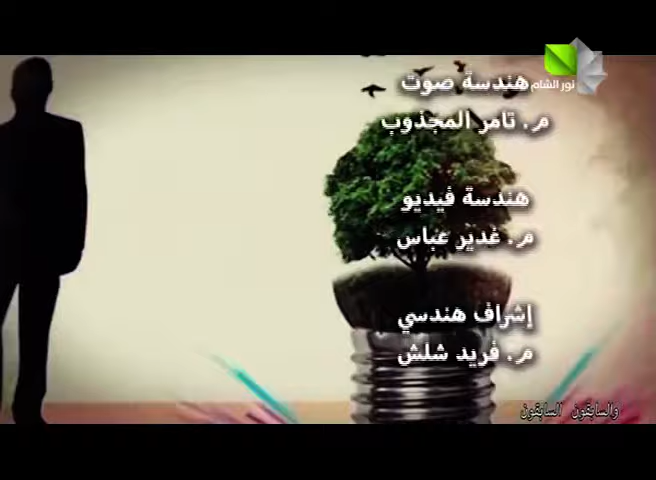 نور الشام
هندسة صوت
م. تامر المجذوب
هندسة فيديو
م. غدير عباس
إشراف هندسي
م. فريد شلش
والسابقون السابقون